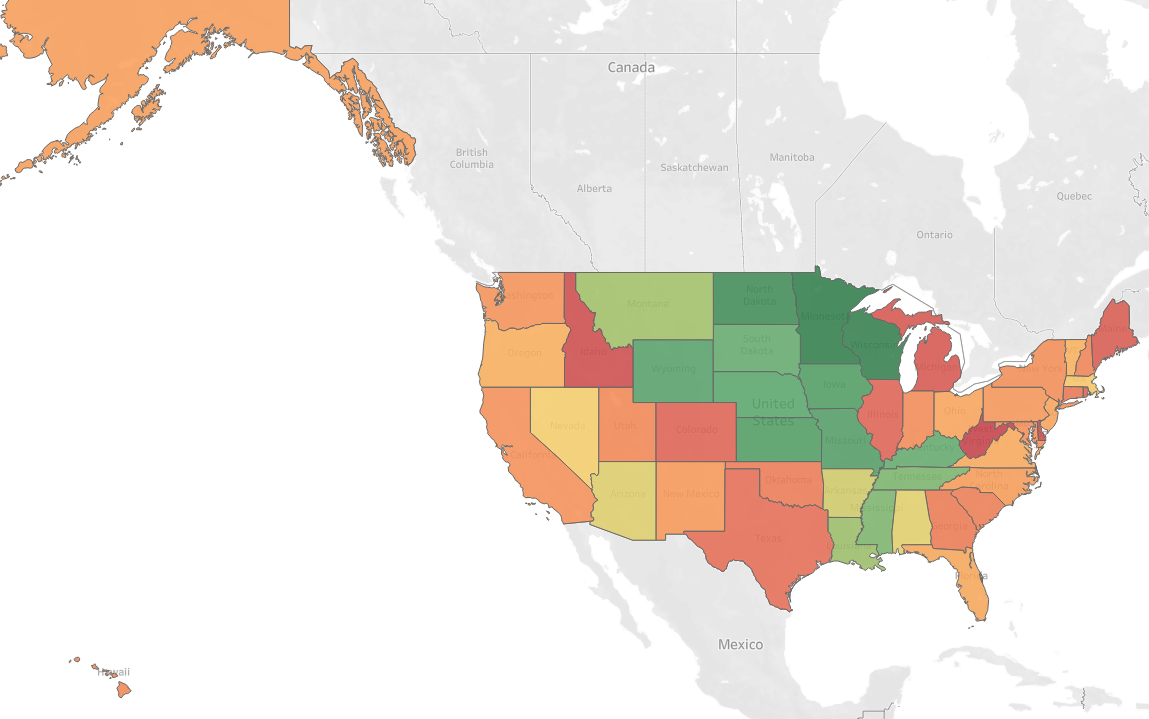 Canada
British
Columbia
Alberta
Saskatchewan
Manitoba
Quebec
Ontario
Washington
Montana
North
Dakota
Minnesota
Maine
Oregon
Idaho
Wyoming
South
Dakota
Wisconsin
Michigan
New York
Iowa
Nevada
Utah
Colorado
United
States
Illinois
Ohio
California
Missouri
Kentucky
West
Virginia
Arizona
New Mexico
Oklahoma
Arkansas
Tennessee
North
Carolina
Mississippi
Texas
Georgia
Louisiana
Florida
Mexico
Hawaii